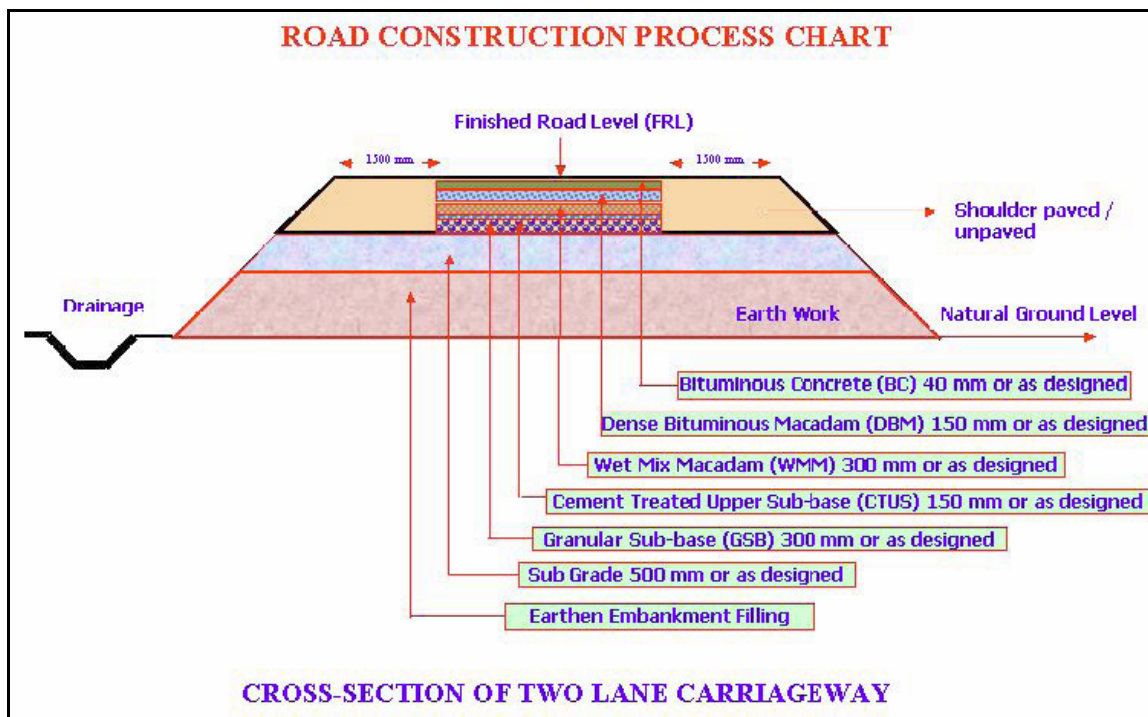 ROAD CONSTRUCTION PROCESS CHART
Finished Road Level (FRL)
1500 mm
1500 mm
Shoulder paved /
unpaved
Drainage
Earth Work
Natural Ground Level
Bituminous Concrete (BC) 40 mm or as designed
Dense Bituminous Macadam (DBM) 150 mm or as designed
Wet Mix Macadam (WMM) 300 mm or as designed
Cement Treated Upper Sub-base (CTUS) 150 mm or as designed
Granular Sub-base (GSB) 300 mm or as designed
Sub Grade 500 mm or as designed
Earthen Embankment Filling
CROSS-SECTION OF TWO LANE CARRIAGEWAY